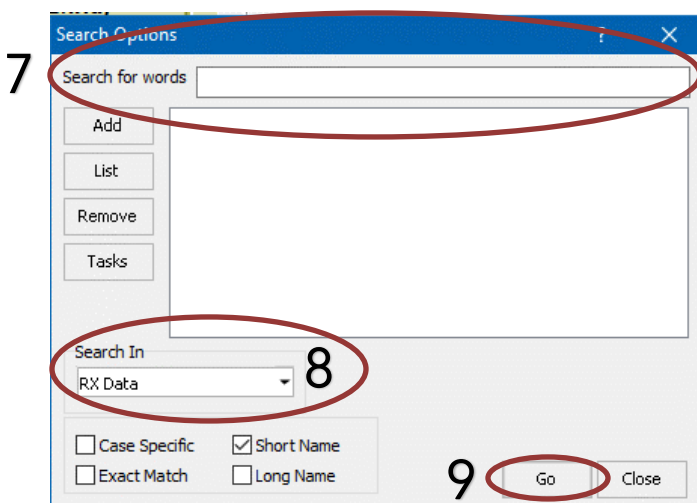 Search Options ?
7 Search for words
Add
List
Remove
Tasks
Search In
RX Data 8
Case Specific Short Name
Exact Match Long Name
9 Go Close